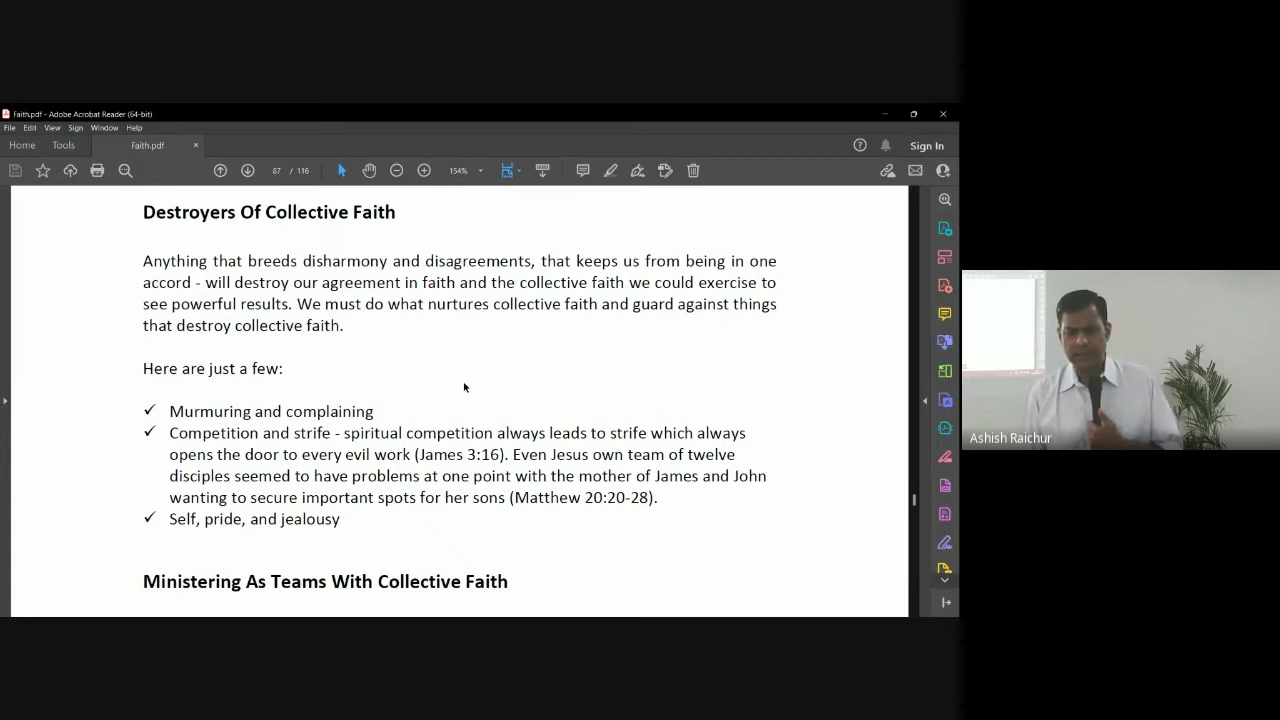 Faith.pdf - Adobe Acrobat Reader (64-bit)
File Edit View Sign Window Help
Home Tools Faith.pdf × Sign In
87 / 116 154%
Destroyers Of Collective Faith
Anything that breeds disharmony and disagreements, that keeps us from being in one
accord - will destroy our agreement in faith and the collective faith we could exercise to
see powerful results. We must do what nurtures collective faith and guard against things
that destroy collective faith.
Here are just a few:
✓ Murmuring and complaining
✓ Competition and strife - spiritual competition always leads to strife which always
opens the door to every evil work (James 3:16). Even Jesus own team of twelve
disciples seemed to have problems at one point with the mother of James and John
wanting to secure important spots for her sons (Matthew 20:20-28).
✓ Self, pride, and jealousy
Ministering As Teams With Collective Faith
Ashish Raichur